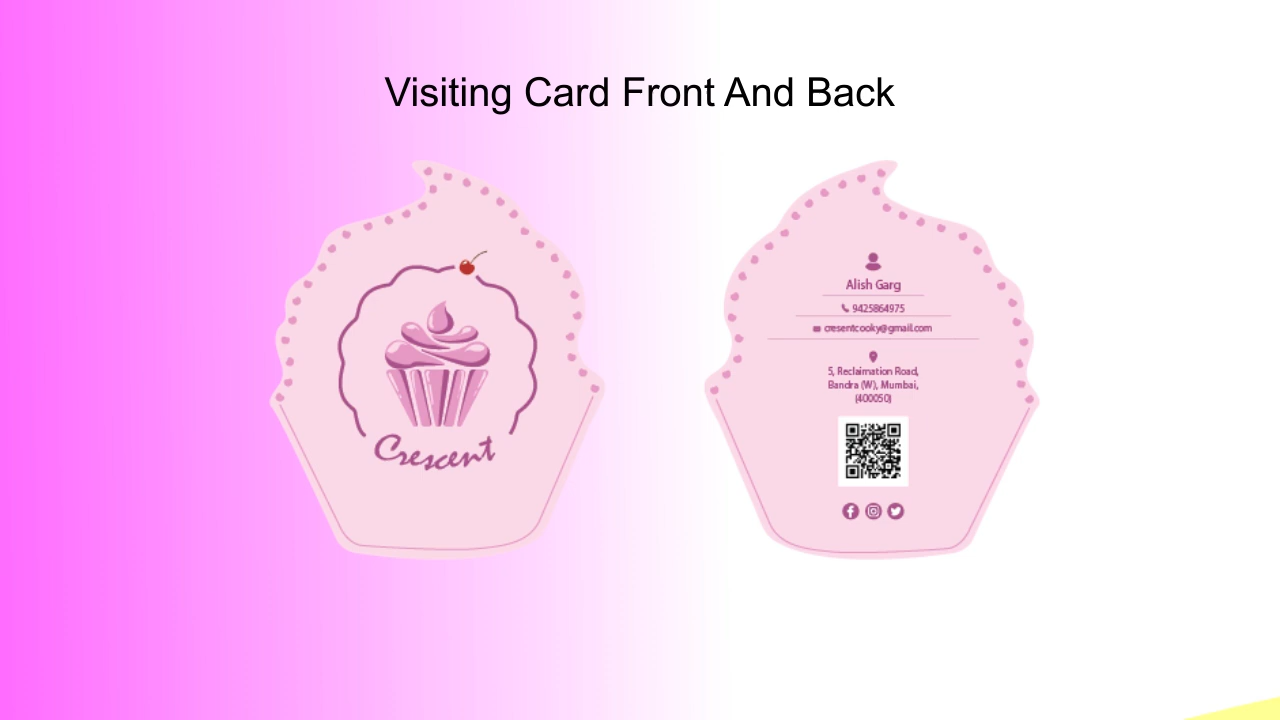 Visiting Card Front And Back
Crescent
Alish Garg
9425864975
cresentcooky@gmail.com
5, Reclaimation Road,
Bandra (W), Mumbai,
(400050)